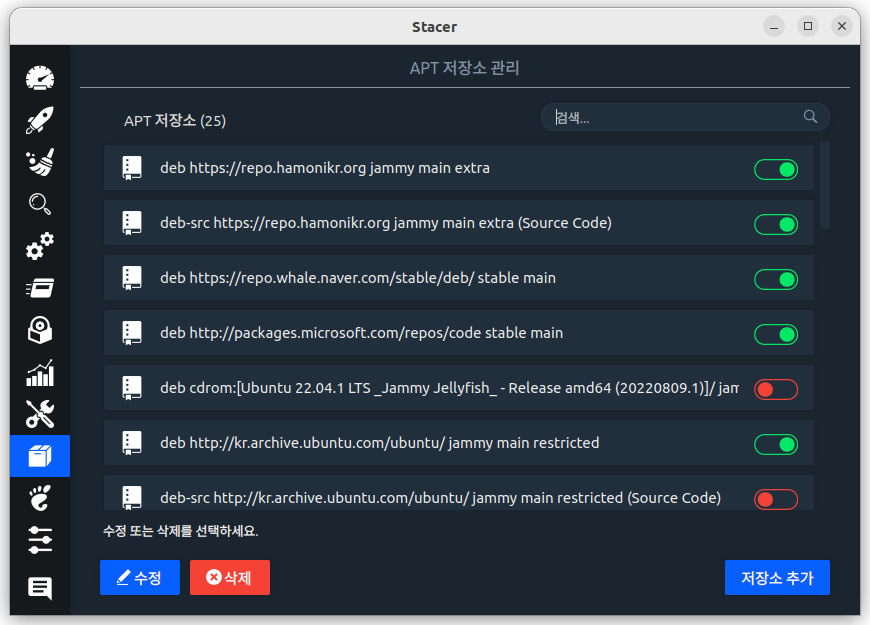 Stacer
APT 저장소 관리
APT 저장소 (25)
검색...
deb https://repo.hamonikr.org jammy main extra
deb-src https://repo.hamonikr.org jammy main extra (Source Code)
deb https://repo.whale.naver.com/stable/deb/ stable main
deb http://packages.microsoft.com/repos/code stable main
deb cdrom:[Ubuntu 22.04.1 LTS _Jammy Jellyfish_ - Release amd64 (20220809.1)]/ jam
deb http://kr.archive.ubuntu.com/ubuntu/ jammy main restricted
deb-src http://kr.archive.ubuntu.com/ubuntu/ jammy main restricted (Source Code)
수정 또는 삭제를 선택하세요.
수정
삭제
저장소 추가